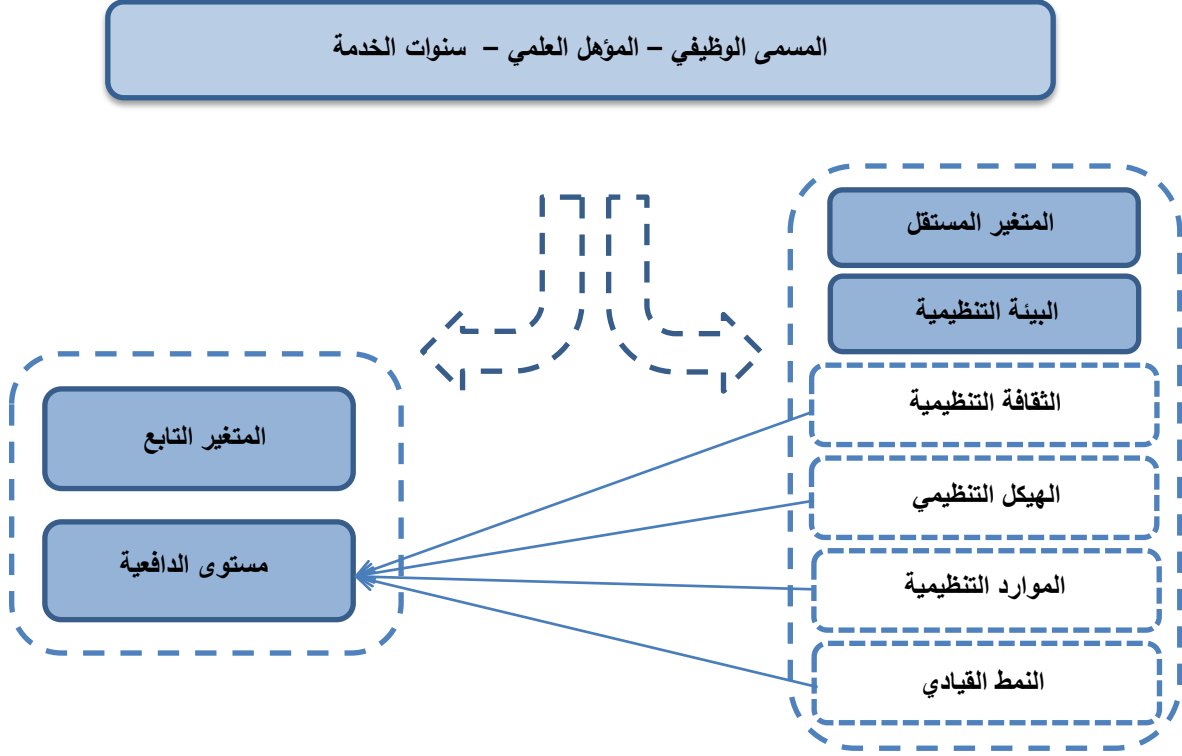 المسمى الوظيفي – المؤهل العلمي – سنوات الخدمة
المتغير المستقل
البيئة التنظيمية
الثقافة التنظيمية
الهيكل التنظيمي
الموارد التنظيمية
النمط القيادي
المتغير التابع
مستوى الدافعية